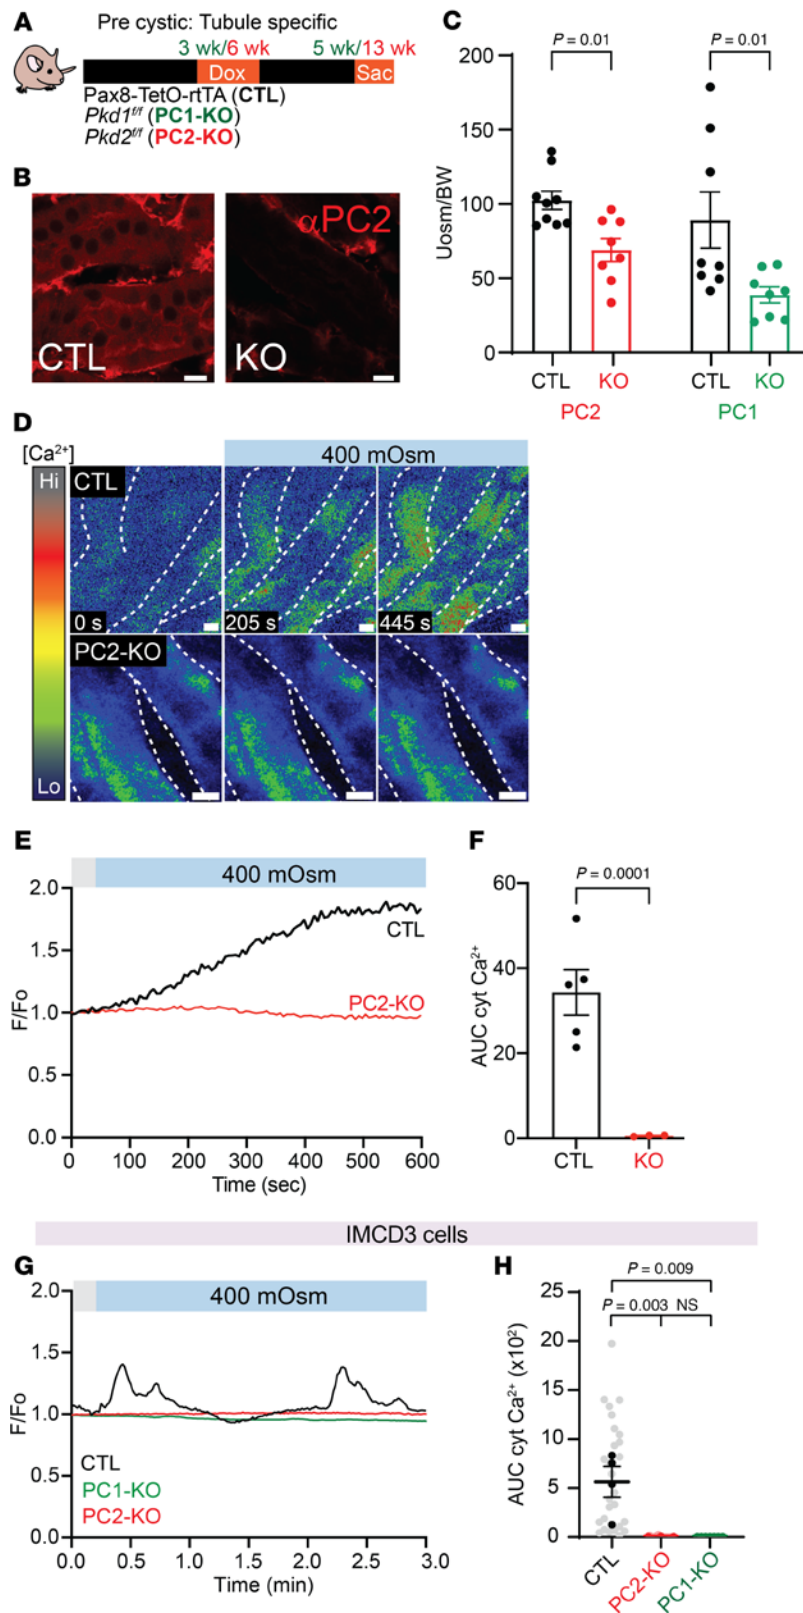 A
Pre cystic: Tubule specific
3 wk/6 wk 5 wk/13 wk
Dox Sac
Pax8-TetO-rtTA (CTL)
Pkd1f/f (PC1-KO)
Pkd2f/f (PC2-KO)
B
αPC2
CTL KO
C
P = 0.01 P = 0.01
Uosm/BW
200
150
100
50
0
CTL KO CTL KO
PC2 PC1
D
[Ca2+]
400 mOsm
Hi
CTL
0 s 205 s 445 s
PC2-KO
Lo
E
400 mOsm
2.0
1.5
1.0
0.5
0.0
F/Fo
CTL
PC2-KO
0 100 200 300 400 500 600
Time (sec)
F
P = 0.0001
AUC cyt Ca2+
60
40
20
0
CTL KO
IMCD3 cells
G
400 mOsm
2.0
1.5
1.0
0.5
0.0
F/Fo
CTL
PC1-KO
PC2-KO
0.0 0.5 1.0 1.5 2.0 2.5 3.0
Time (min)
H
P = 0.009
P = 0.003 NS
AUC cyt Ca2+ (x102)
25
20
15
10
5
0
CTL
PC2-KO
PC1-KO